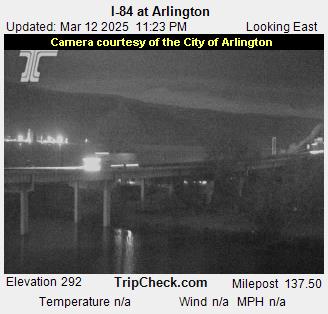 I-84 at Arlington
Updated: Mar 12 2025 11:23 PM Looking East
Camera courtesy of the City of Arlington
Elevation 292 TripCheck.com Milepost 137.50
Temperature n/a Wind n/a MPH n/a